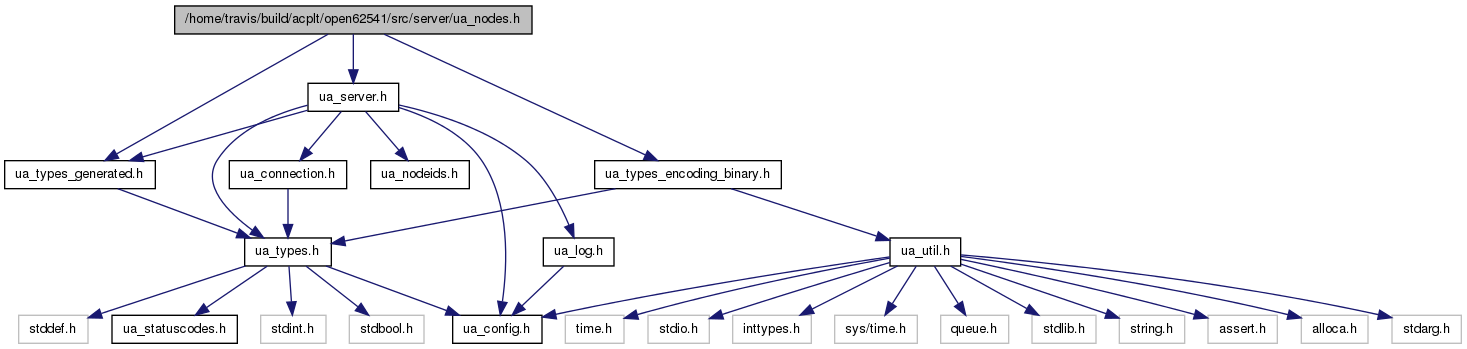 /home/travis/build/acplt/open62541/src/server/ua_nodes.h
ua_server.h
ua_types_generated.h
ua_connection.h
ua_nodeids.h
ua_types_encoding_binary.h
ua_types.h
ua_log.h
ua_util.h
stddef.h
ua_statuscodes.h
stdint.h
stdbool.h
ua_config.h
time.h
stdio.h
inttypes.h
sys/time.h
queue.h
stdlib.h
string.h
assert.h
alloca.h
stdarg.h